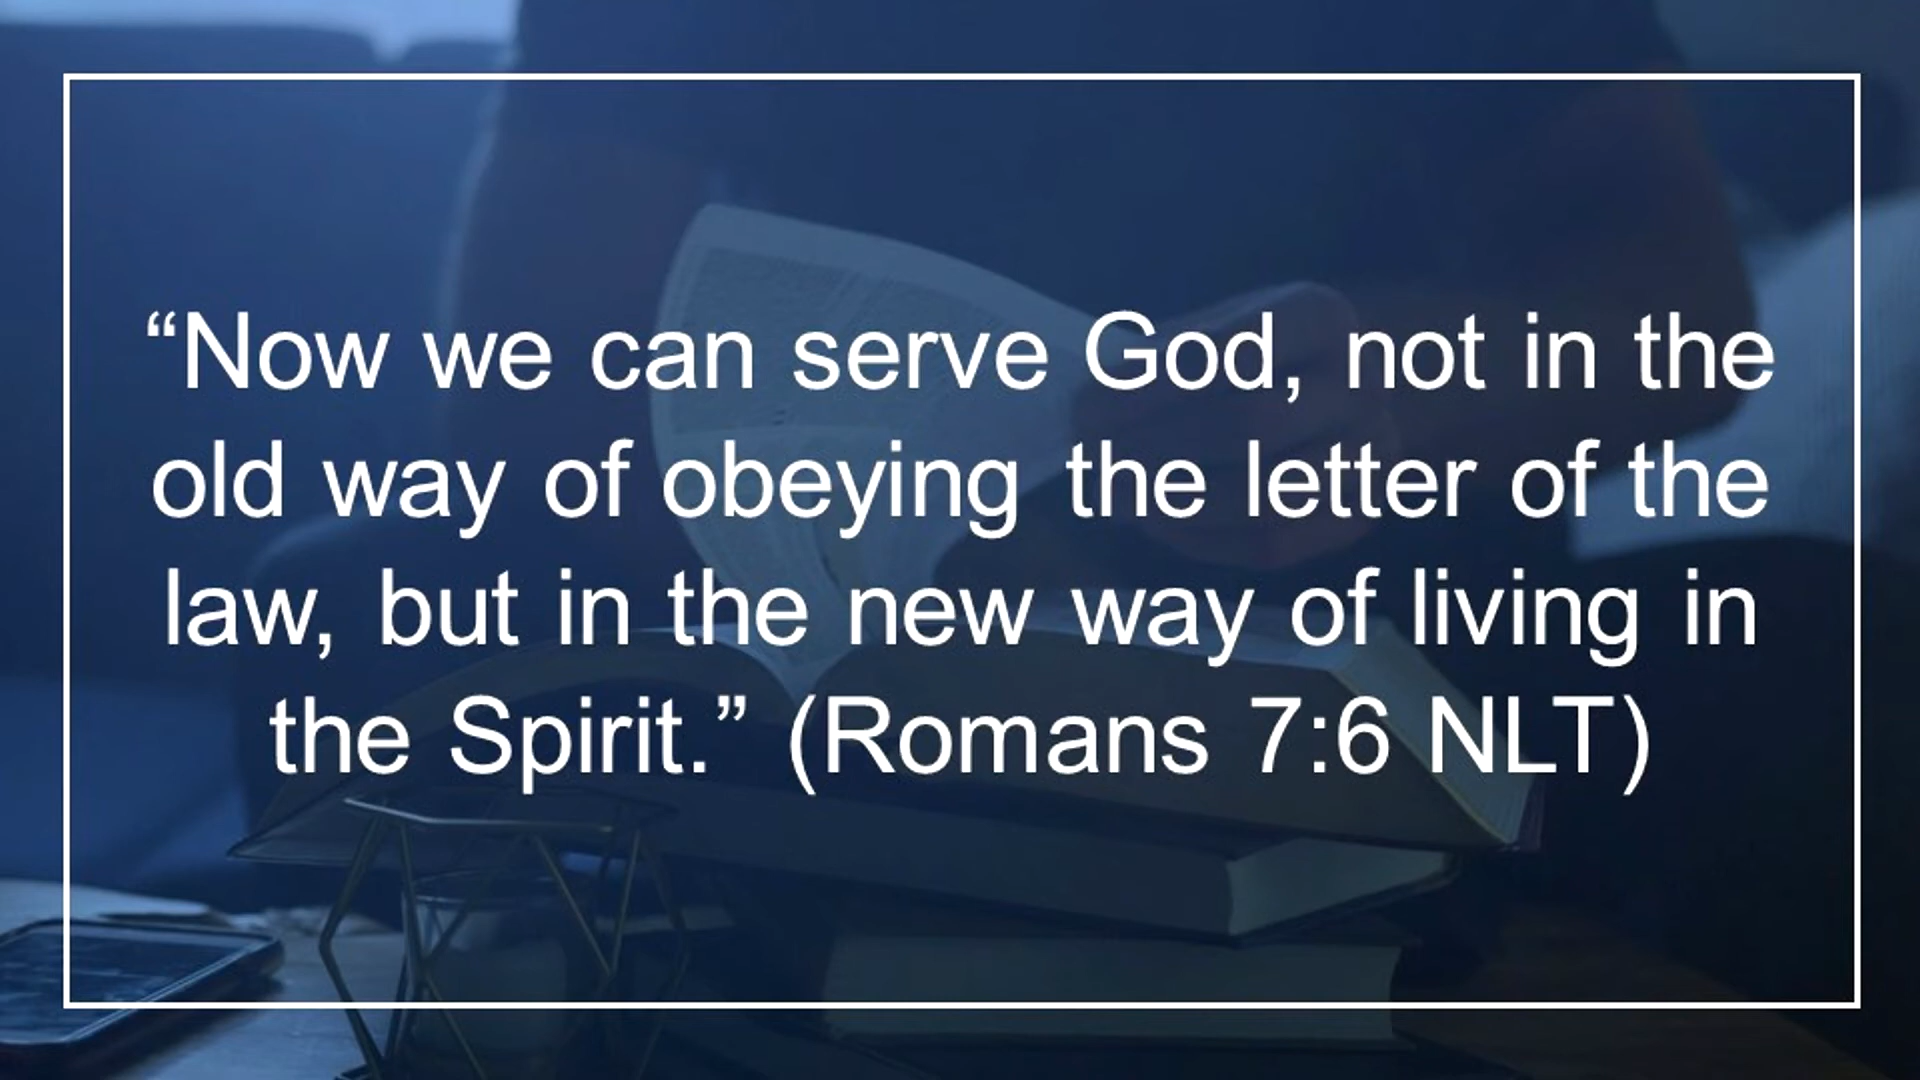 “Now we can serve God, not in the
old way of obeying the letter of the
law, but in the new way of living in
the Spirit.” (Romans 7:6 NLT)